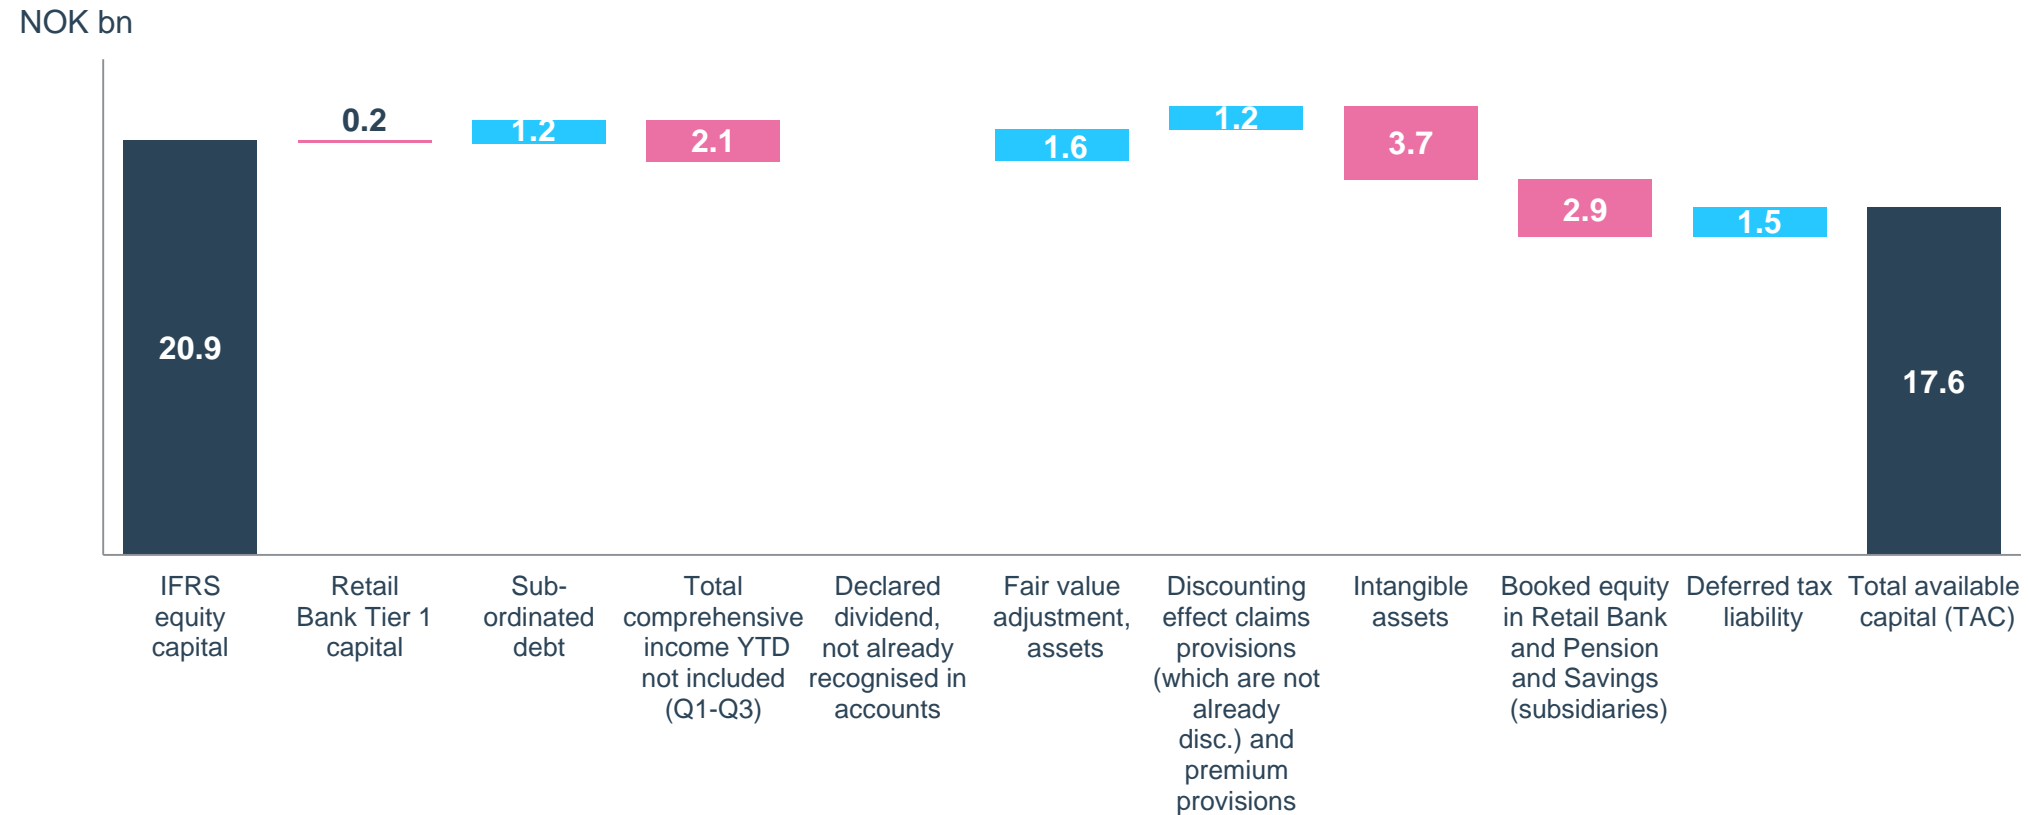 NOK bn
20.9
0.2
1.2
2.1
1.6
1.2
3.7
2.9
1.5
17.6
IFRS
equity
capital
Retail
Bank Tier 1
capital
Sub-
ordinated
debt
Total
comprehensive
income YTD
not included
(Q1-Q3)
Declared
dividend,
not already
recognised in
accounts
Fair value
adjustment,
assets
Discounting
effect claims
provisions
(which are not
already
disc.) and
premium
provisions
Intangible
assets
Booked equity
in Retail Bank
and Pension
and Savings
(subsidiaries)
Deferred tax
liability
Total available
capital (TAC)